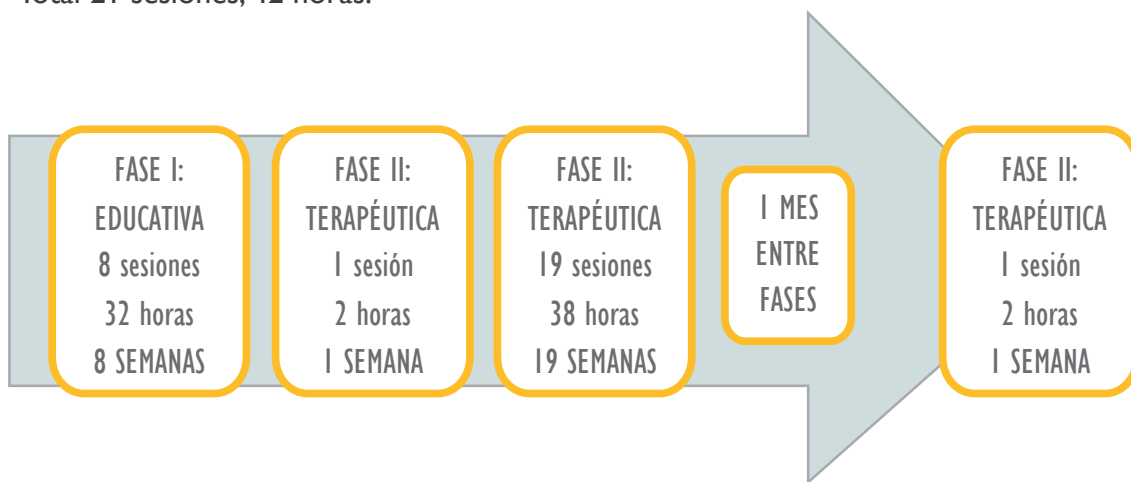 Total 21 sesiones, 42 horas.
FASE I:
EDUCATIVA
8 sesiones
32 horas
8 SEMANAS
FASE II:
TERAPÉUTICA
1 sesión
2 horas
1 SEMANA
FASE II:
TERAPÉUTICA
19 sesiones
38 horas
19 SEMANAS
1 MES
ENTRE
FASES
FASE II:
TERAPÉUTICA
1 sesión
2 horas
1 SEMANA